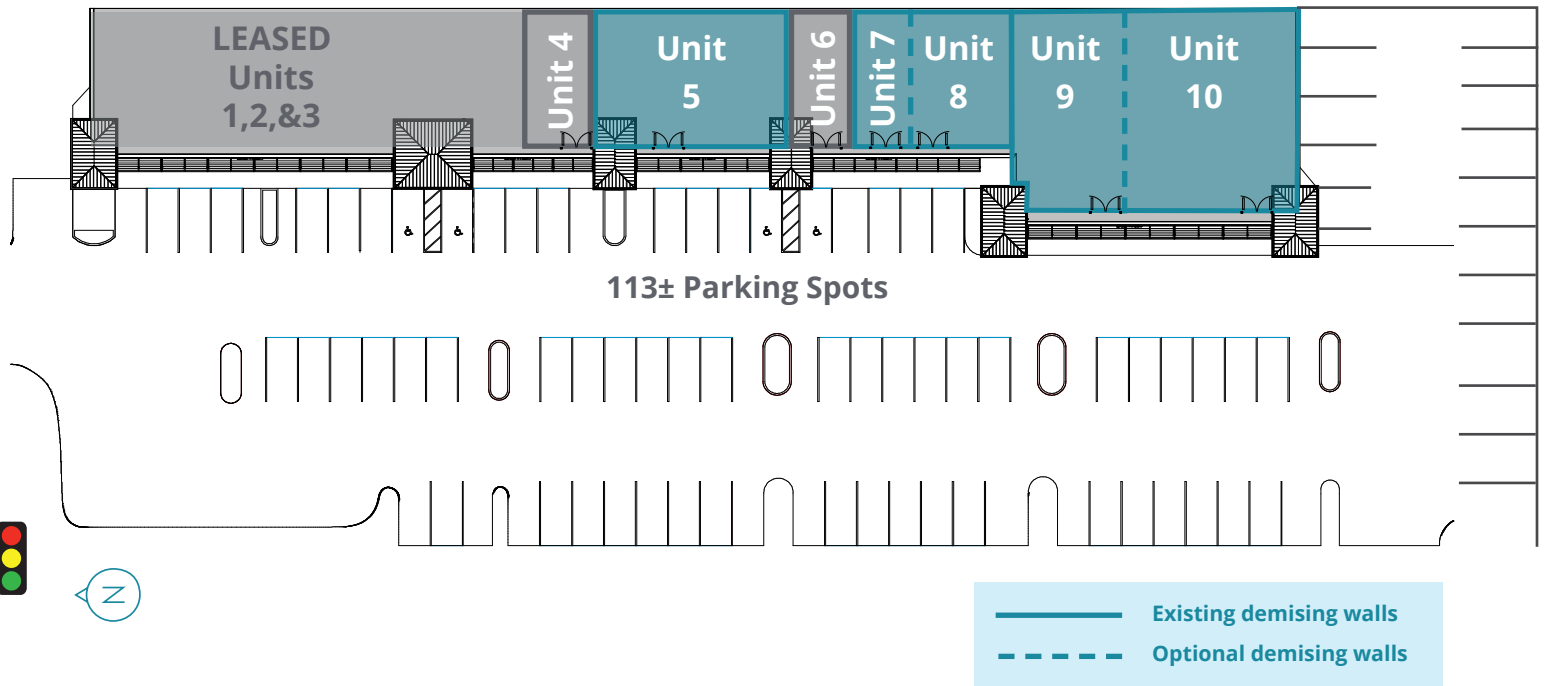 LEASED
Units
1,2,&3
Unit 4
Unit
5
Unit 6
Unit 7
Unit
8
Unit
9
Unit
10
113± Parking Spots
N
Existing demising walls
Optional demising walls